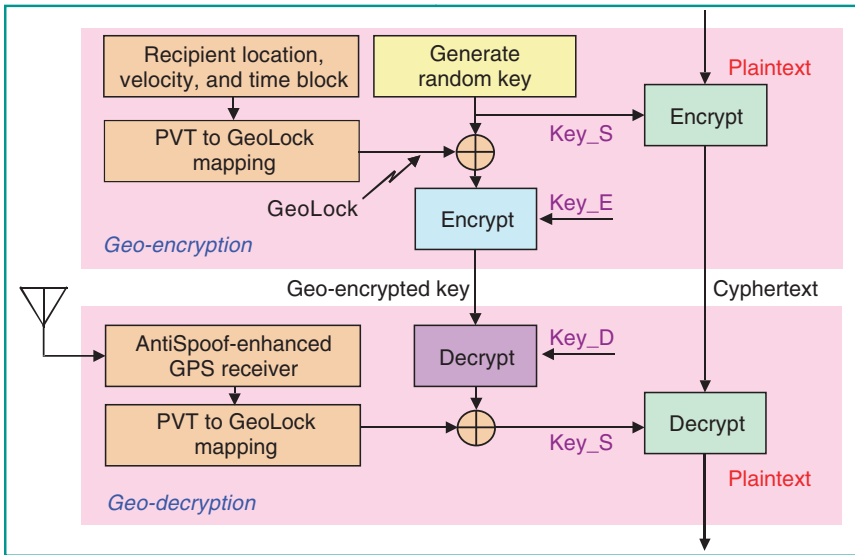 Recipient location,
velocity, and time block
Generate
random key
Plaintext
PVT to GeoLock
mapping
Key_S
Encrypt
GeoLock
Encrypt
Key_E
Geo-encryption
Geo-encrypted key
Cyphertext
AntiSpoof-enhanced
GPS receiver
Decrypt
Key_D
PVT to GeoLock
mapping
Key_S
Decrypt
Plaintext
Geo-decryption